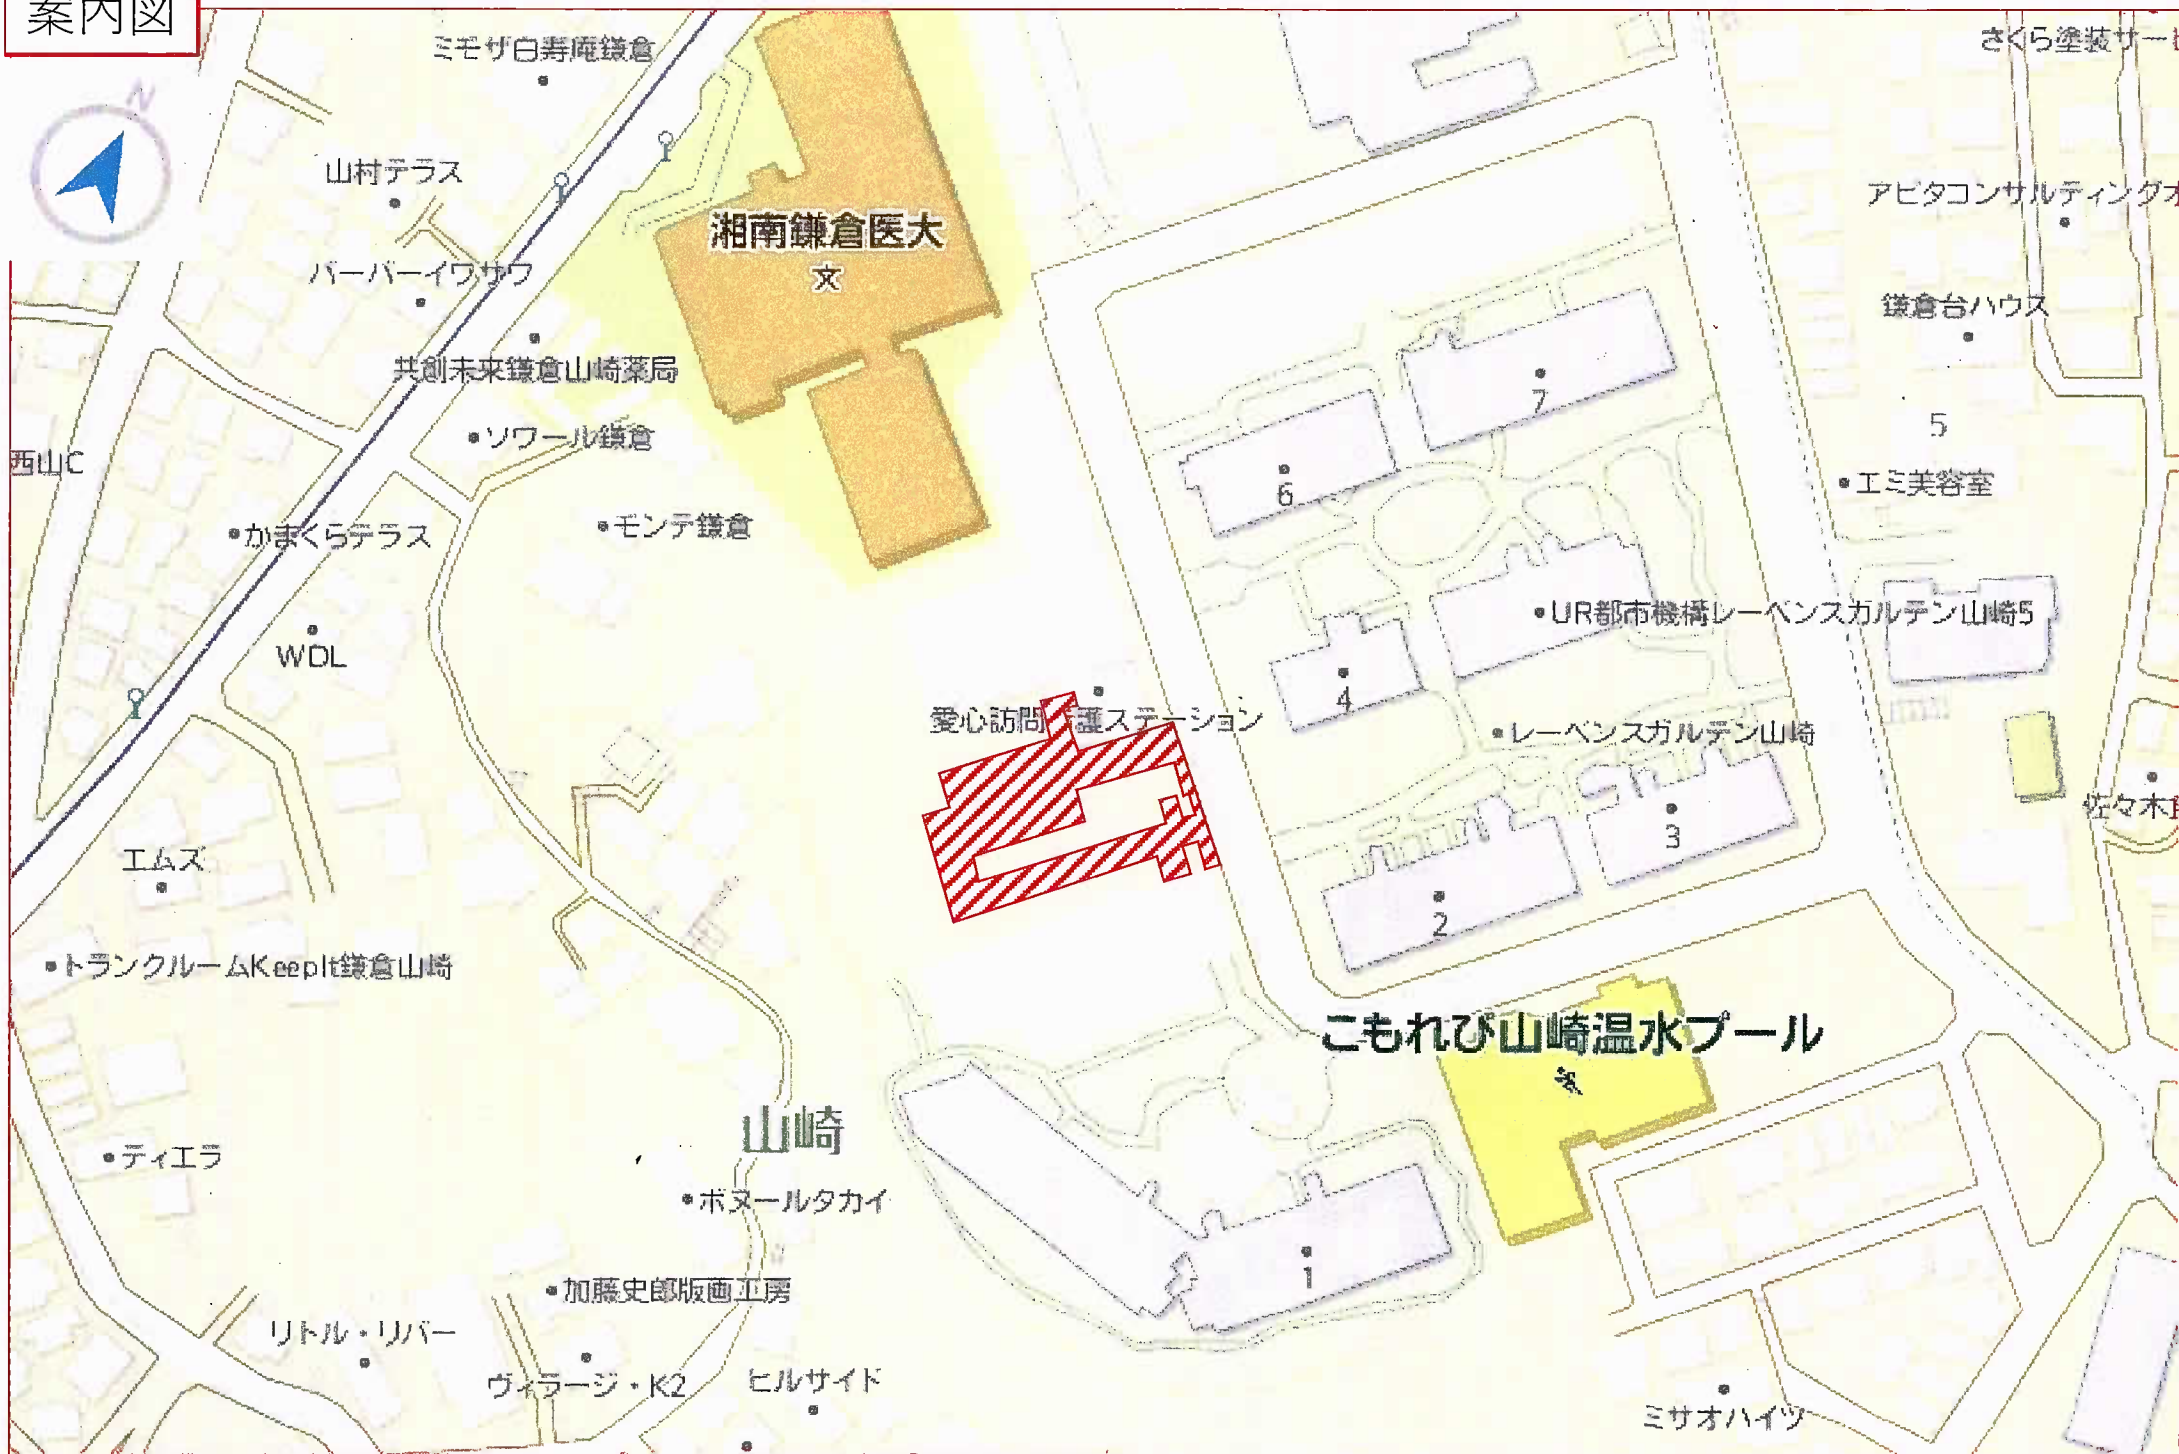 案内図
N
ミモザ白寿庵鎌倉
さくら塗装サー
山村テラス
アビタコンサルティングオ
湘南鎌倉医大
文
バーバーイワサワ
鎌倉台ハウス
共創未来鎌倉山崎薬局
7
5
ソワール鎌倉
西山C
6
エミ美容室
かまくらテラス
モンテ鎌倉
UR都市機構レーベンスガルテン山崎5
WDL
4
愛心訪問 護ステーション
レーベンスガルテン山崎
佐々木
3
エムズ
2
トランクルームKeepIt鎌倉山崎
こもれび山崎温水プール
山崎
ティエラ
ボヌールタカイ
1
加藤史郎版画工房
リトル・リバー
ヴィラージ・K2
ヒルサイド
ミサオハイツ